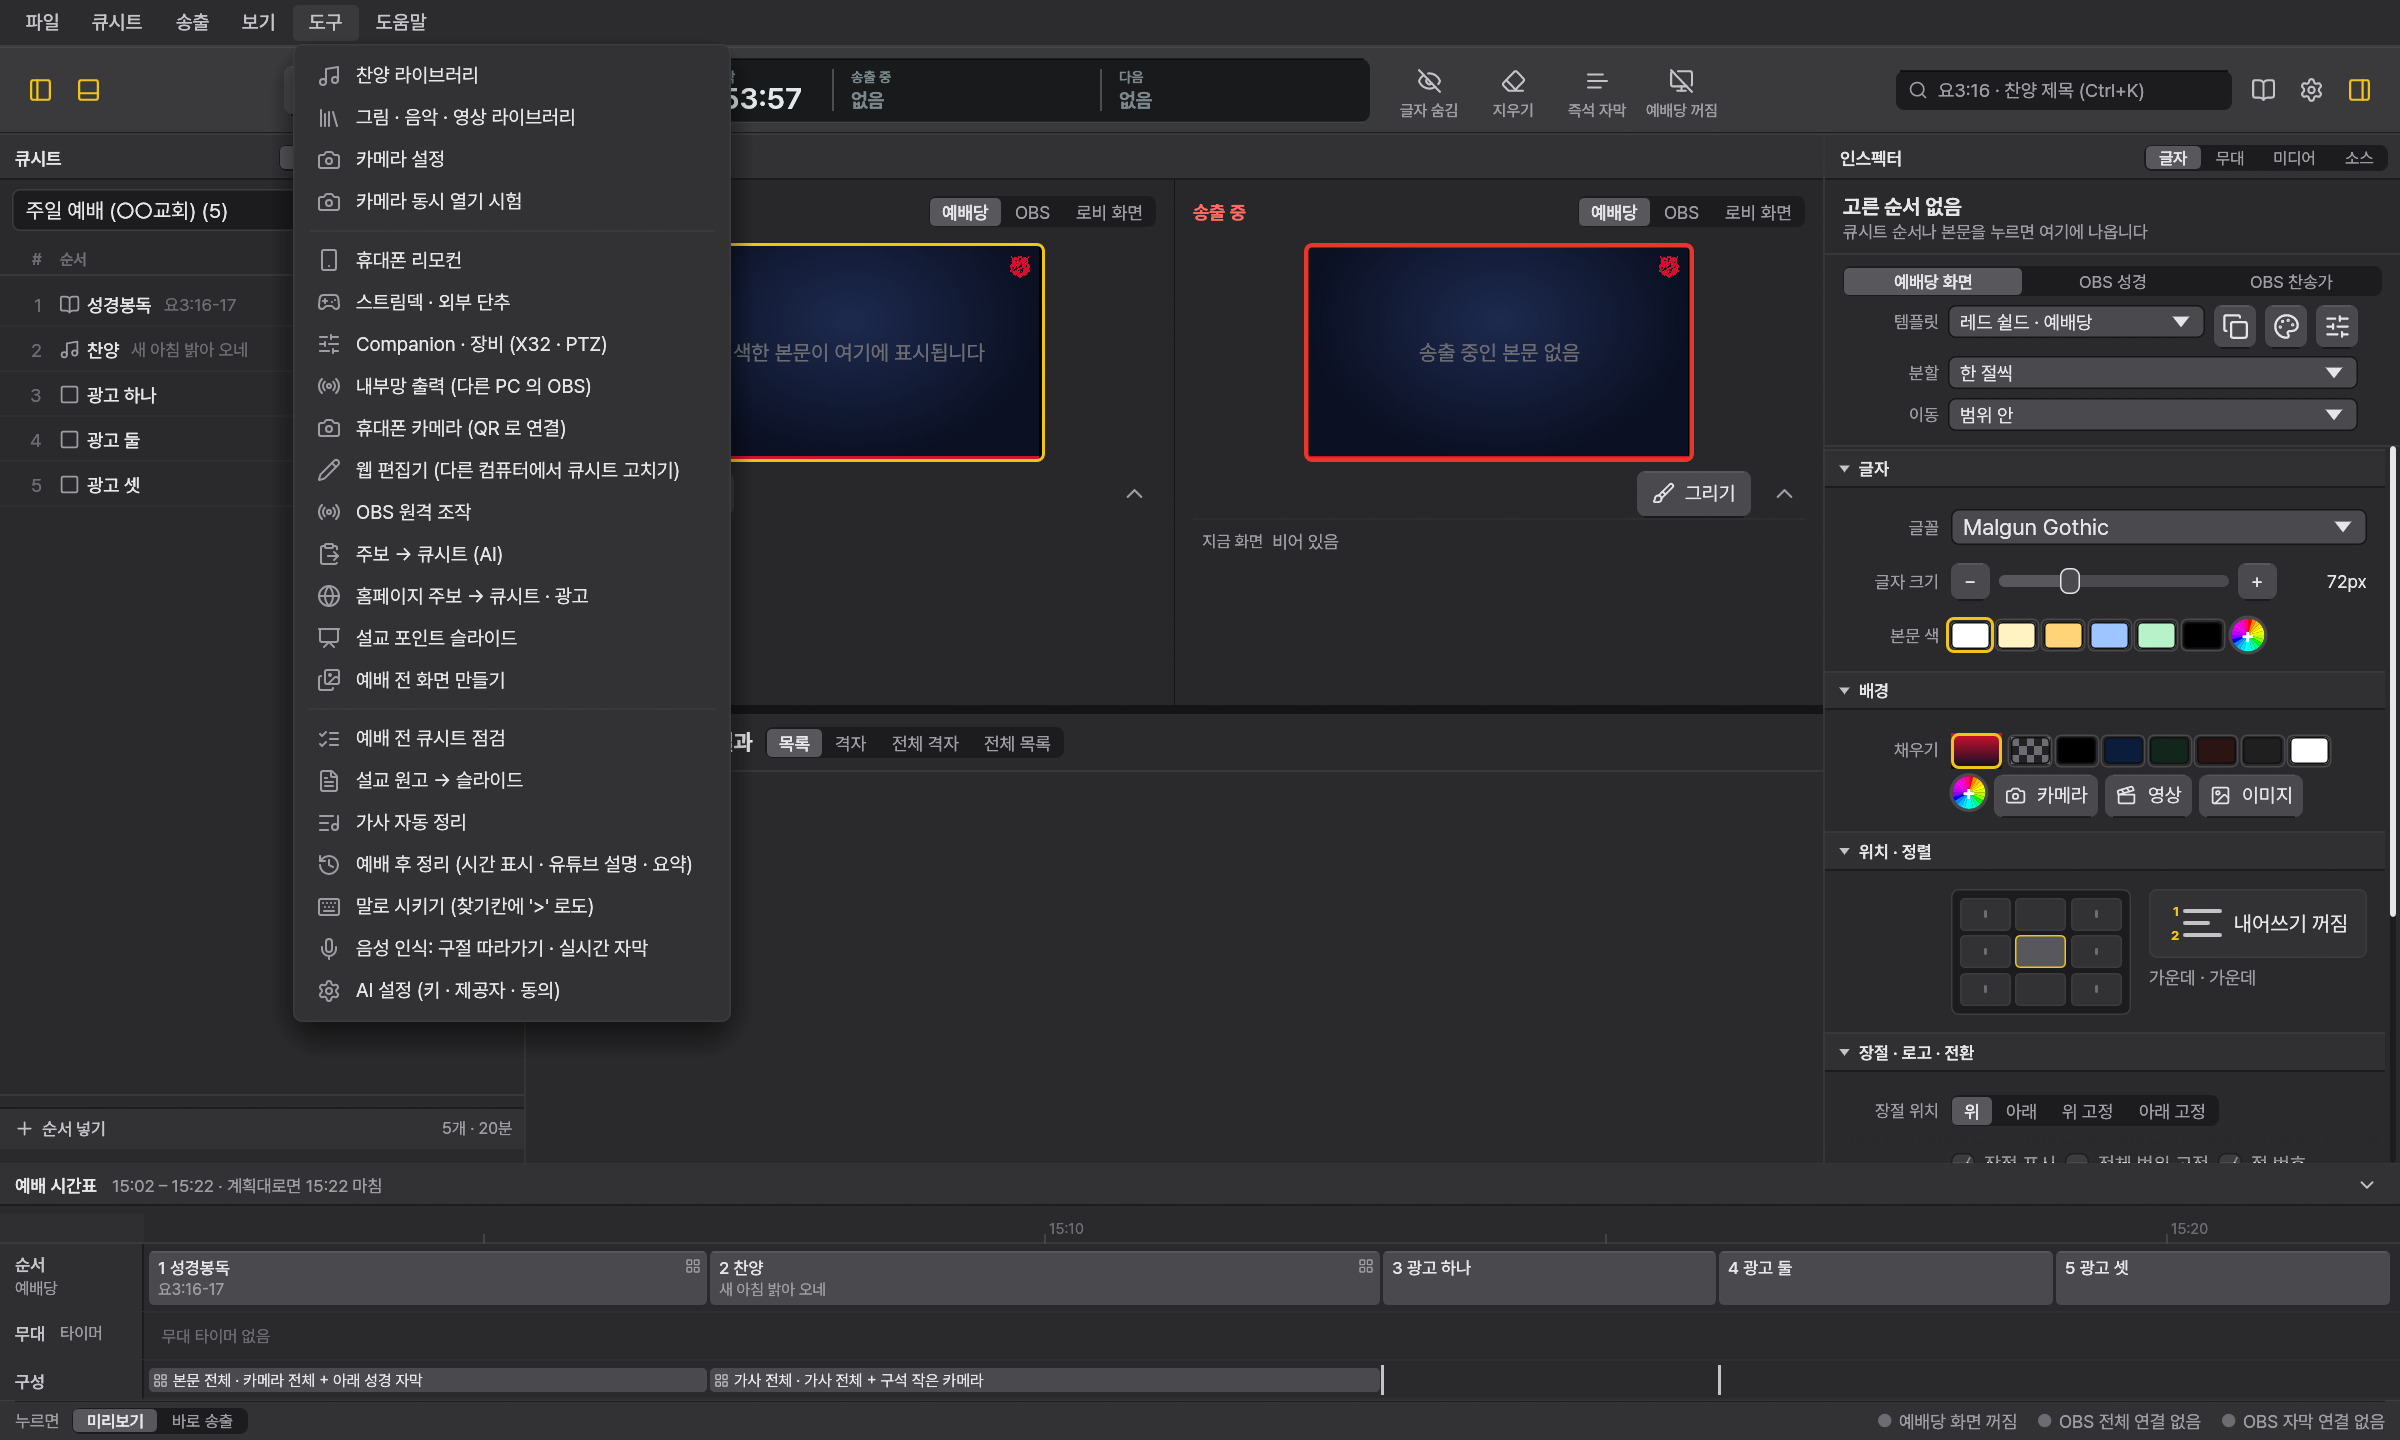 파일 큐시트 송출 보기 도구 도움말
찬양 라이브러리
그림 · 음악 · 영상 라이브러리
카메라 설정
카메라 동시 열기 시험
휴대폰 리모컨
스트림덱 · 외부 단추
Companion · 장비 (X32 · PTZ)
내부망 출력 (다른 PC 의 OBS)
휴대폰 카메라 (QR 로 연결)
웹 편집기 (다른 컴퓨터에서 큐시트 고치기)
OBS 원격 조작
주보 → 큐시트 (AI)
홈페이지 주보 → 큐시트 · 광고
설교 포인트 슬라이드
예배 전 화면 만들기
예배 전 큐시트 점검
설교 원고 → 슬라이드
가사 자동 정리
예배 후 정리 (시간 표시 · 유튜브 설명 · 요약)
말로 시키기 (찾기칸에 '>' 로도)
음성 인식: 구절 따라가기 · 실시간 자막
AI 설정 (키 · 제공자 · 동의)
53:57
송출 중
없음
다음
없음
글자 숨김 지우기 즉석 자막 예배당 꺼짐
요3:16 · 찬양 제목 (Ctrl+K)
큐시트
주일 예배 (〇〇교회) (5)
# 순서
1 성경봉독 요3:16-17
2 찬양 새 아침 밝아 오네
3 광고 하나
4 광고 둘
5 광고 셋
순서 넣기 5개 · 20분
예배당 OBS 로비 화면
색한 본문이 여기에 표시됩니다
송출 중 예배당 OBS 로비 화면
송출 중인 본문 없음
그리기
지금 화면 비어 있음
목록 격자 전체 격자 전체 목록
인스펙터 글자 무대 미디어 소스
고른 순서 없음
큐시트 순서나 본문을 누르면 여기에 나옵니다
예배당 화면 OBS 성경 OBS 찬송가
템플릿 레드 쉴드 · 예배당
분할 한 절씩
이동 범위 안
글자
글꼴 Malgun Gothic
글자 크기 − + 72px
본문 색
배경
채우기
카메라 영상 이미지
위치 · 정렬
1
2
내어쓰기 꺼짐
가운데 · 가운데
장절 · 로고 · 전환
장절 위치 위 아래 위 고정 아래 고정
장절 표시 전체 범위 고정 절 번호
예배 시간표 15:02 – 15:22 · 계획대로면 15:22 마침
15:10 15:20
순서
예배당
1 성경봉독
요3:16-17
2 찬양
새 아침 밝아 오네
3 광고 하나
4 광고 둘
5 광고 셋
무대 타이머 무대 타이머 없음
구성 본문 전체 · 카메라 전체 + 아래 성경 자막 가사 전체 · 가사 전체 + 구석 작은 카메라
누르면 미리보기 바로 송출 예배당 화면 꺼짐 OBS 전체 연결 없음 OBS 자막 연결 없음